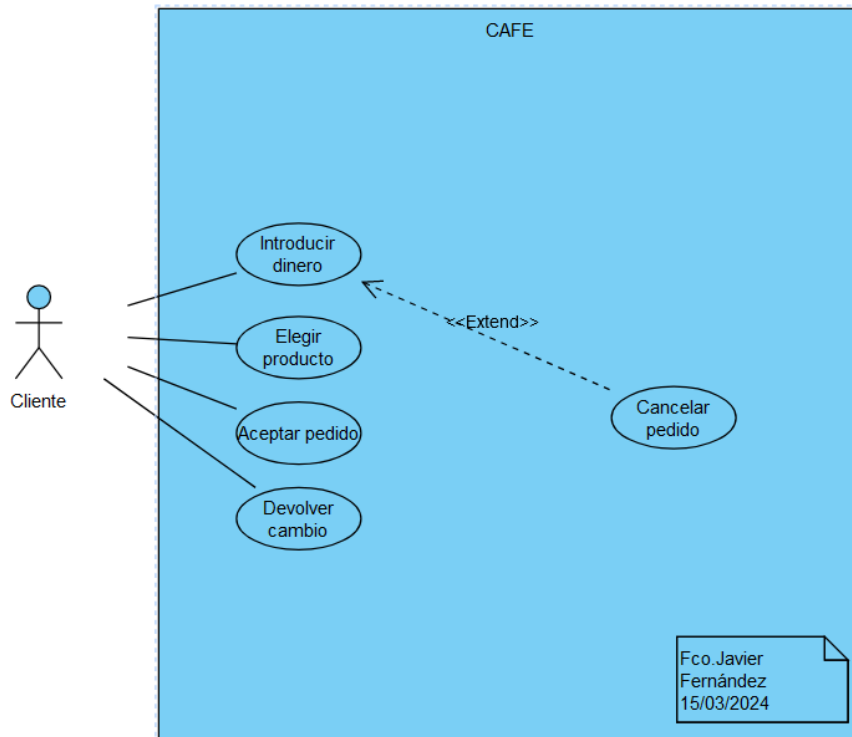 CAFE
Introducir
dinero
<<Extend>>
Elegir
producto
Cliente
Cancelar
pedido
Aceptar pedido
Devolver
cambio
Fco.Javier
Fernández
15/03/2024